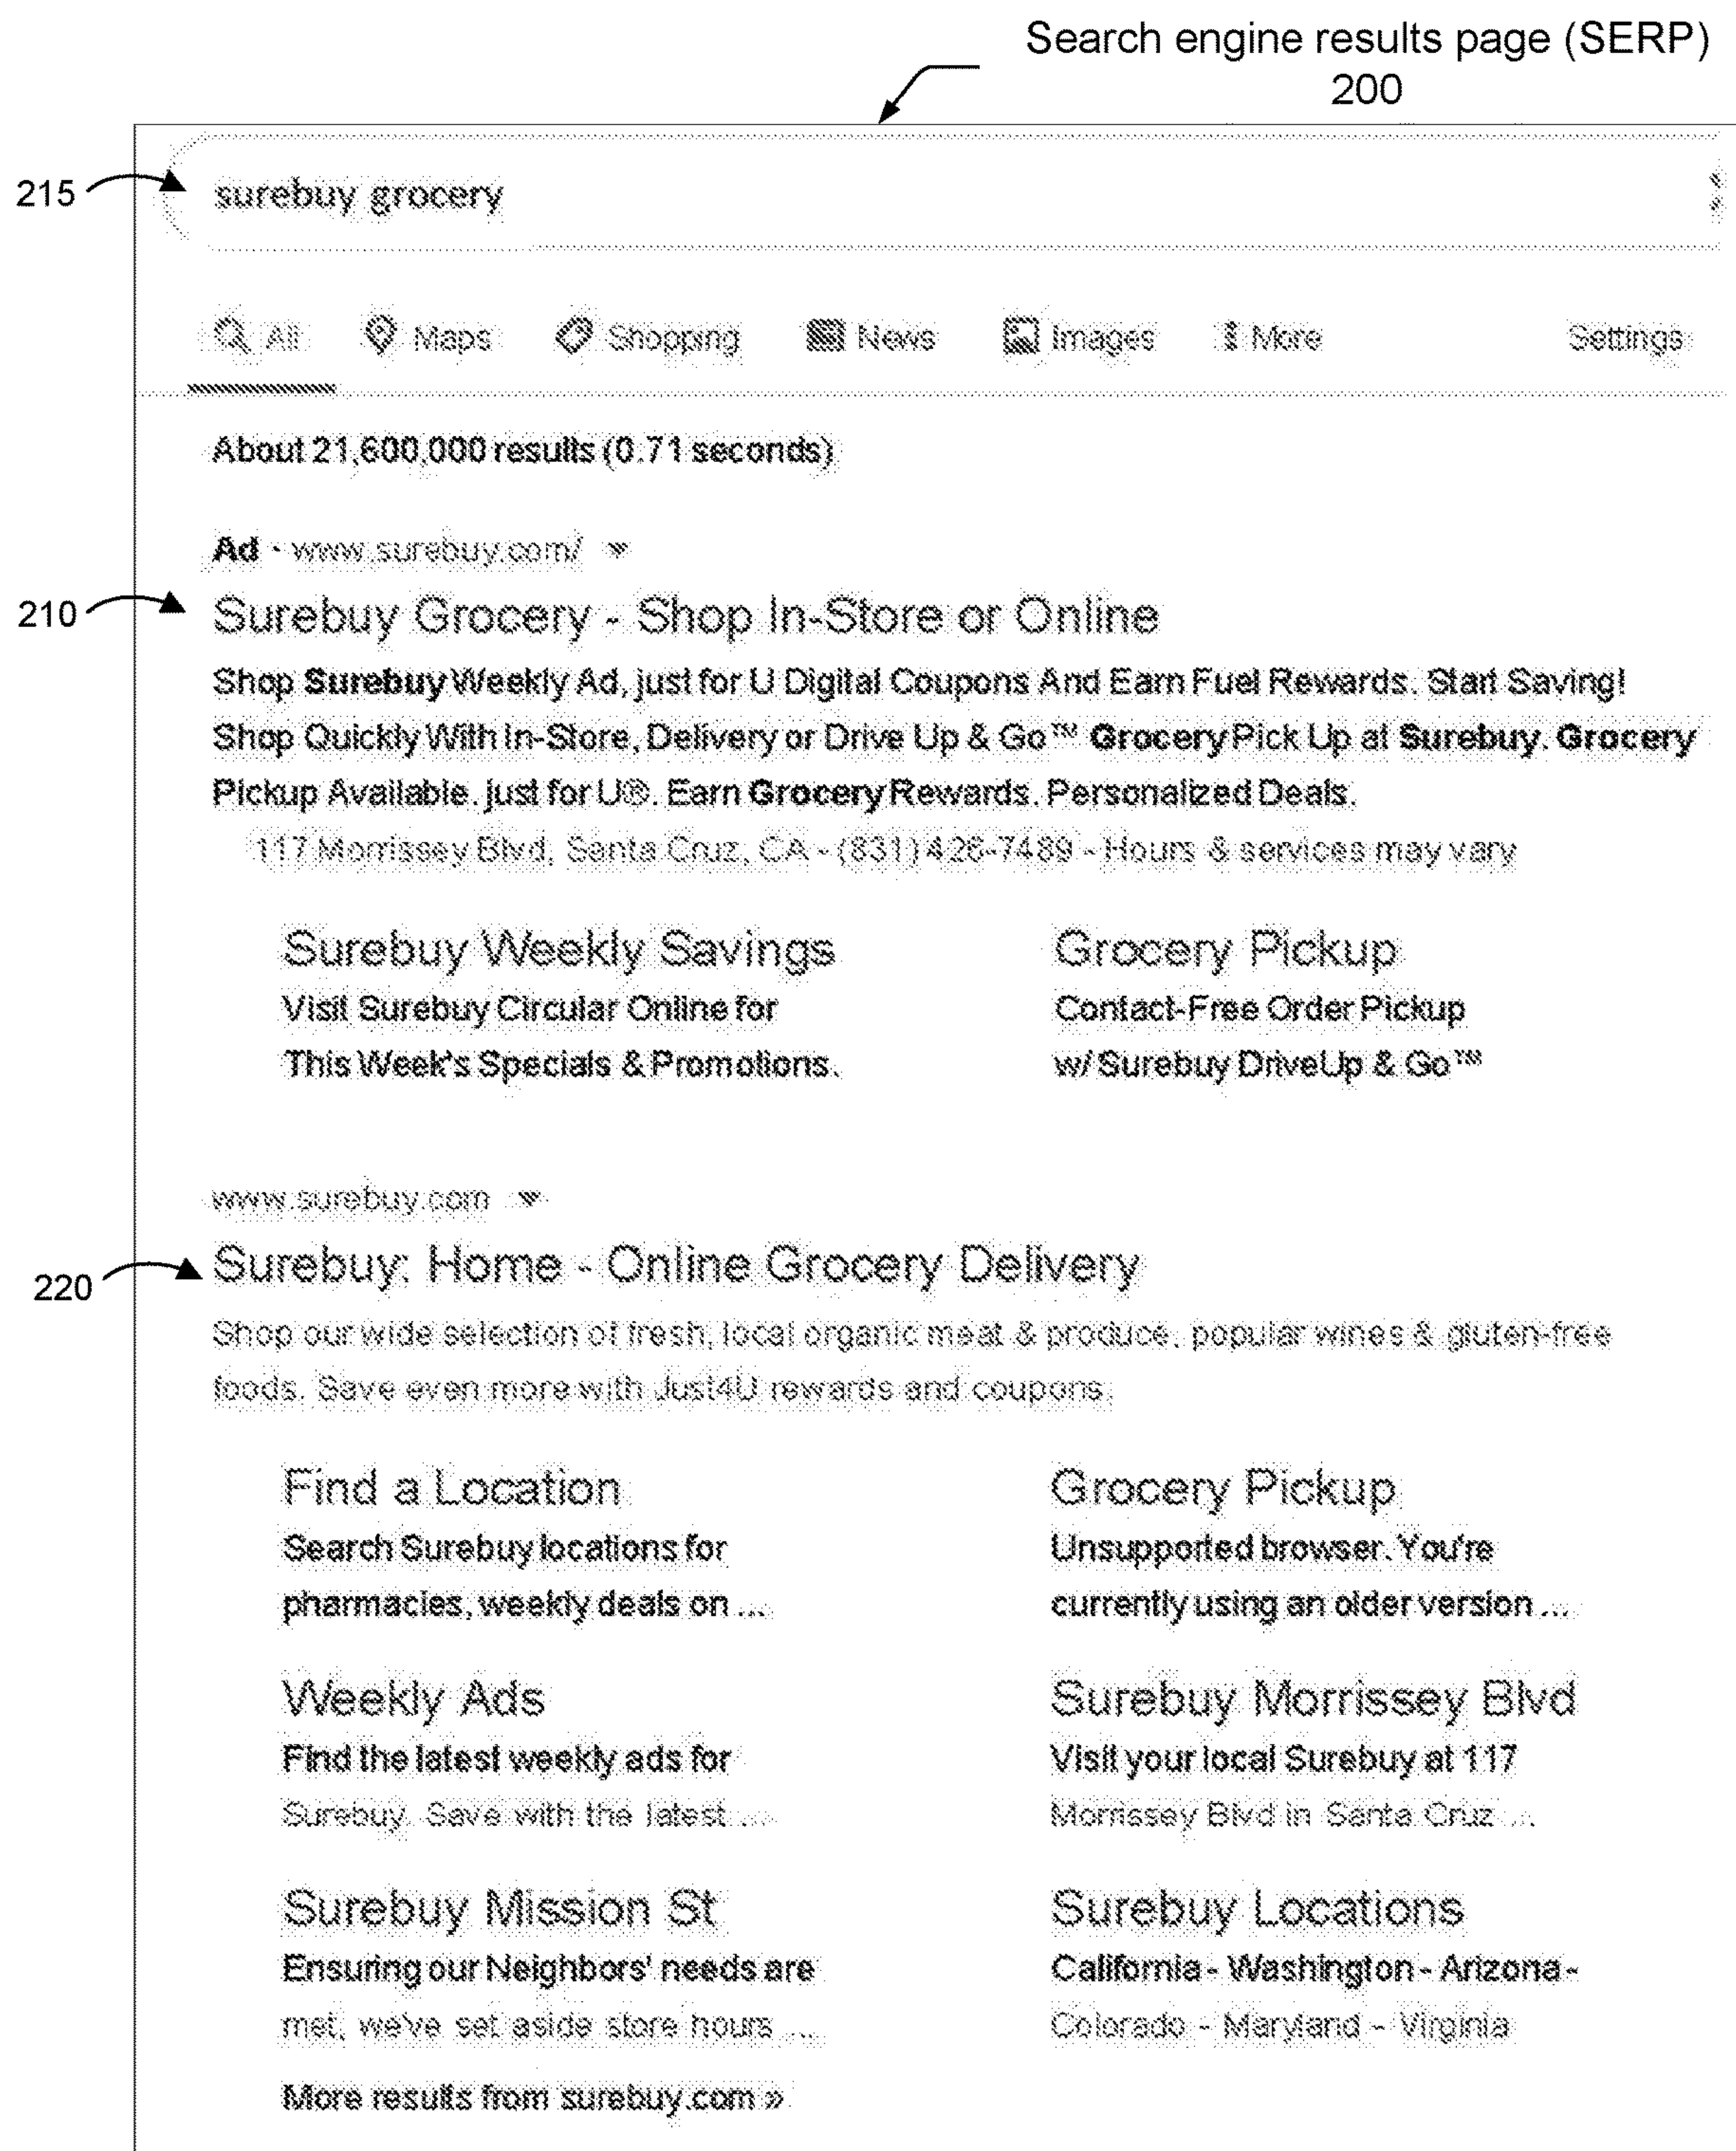 Search engine results page (SERP)
200
215
surebuy grocery
All Maps Shopping News Images More Settings
About 21,600,000 results (0.71 seconds)
Ad · www.surebuy.com/
210
Surebuy Grocery - Shop In-Store or Online
Shop Surebuy Weekly Ad, just for U Digital Coupons And Earn Fuel Rewards. Start Saving!
Shop Quickly With In-Store, Delivery or Drive Up & Go™ Grocery Pick Up at Surebuy. Grocery
Pickup Available. just for U®. Earn Grocery Rewards. Personalized Deals.
117 Morrissey Blvd, Santa Cruz, CA - (831) 426-7489 - Hours & services may vary
Surebuy Weekly Savings
Visit Surebuy Circular Online for
This Week's Specials & Promotions.
Grocery Pickup
Contact-Free Order Pickup
w/ Surebuy DriveUp & Go™
www.surebuy.com
220
Surebuy: Home - Online Grocery Delivery
Shop our wide selection of fresh, local organic meat & produce, popular wines & gluten-free
foods. Save even more with Just4U rewards and coupons.
Find a Location
Search Surebuy locations for
pharmacies, weekly deals on ...
Grocery Pickup
Unsupported browser. You're
currently using an older version ...
Weekly Ads
Find the latest weekly ads for
Surebuy. Save with the latest ...
Surebuy Morrissey Blvd
Visit your local Surebuy at 117
Morrissey Blvd in Santa Cruz ...
Surebuy Mission St
Ensuring our Neighbors' needs are
met, we've set aside store hours ...
Surebuy Locations
California - Washington - Arizona -
Colorado - Maryland - Virginia
More results from surebuy.com »